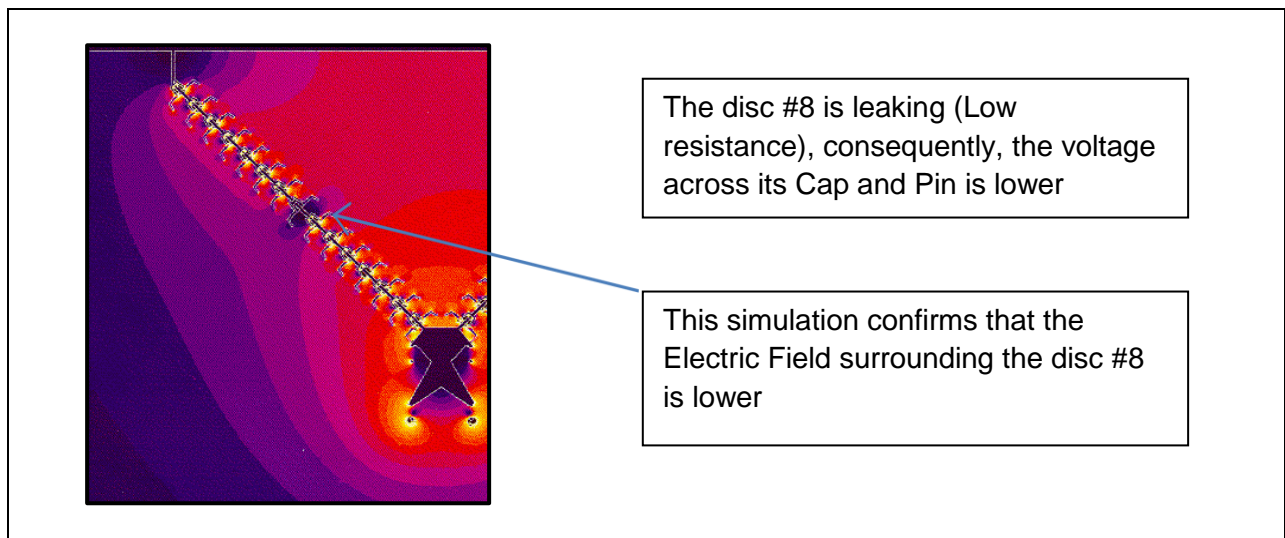 The disc #8 is leaking (Low
resistance), consequently, the voltage
across its Cap and Pin is lower
This simulation confirms that the
Electric Field surrounding the disc #8
is lower